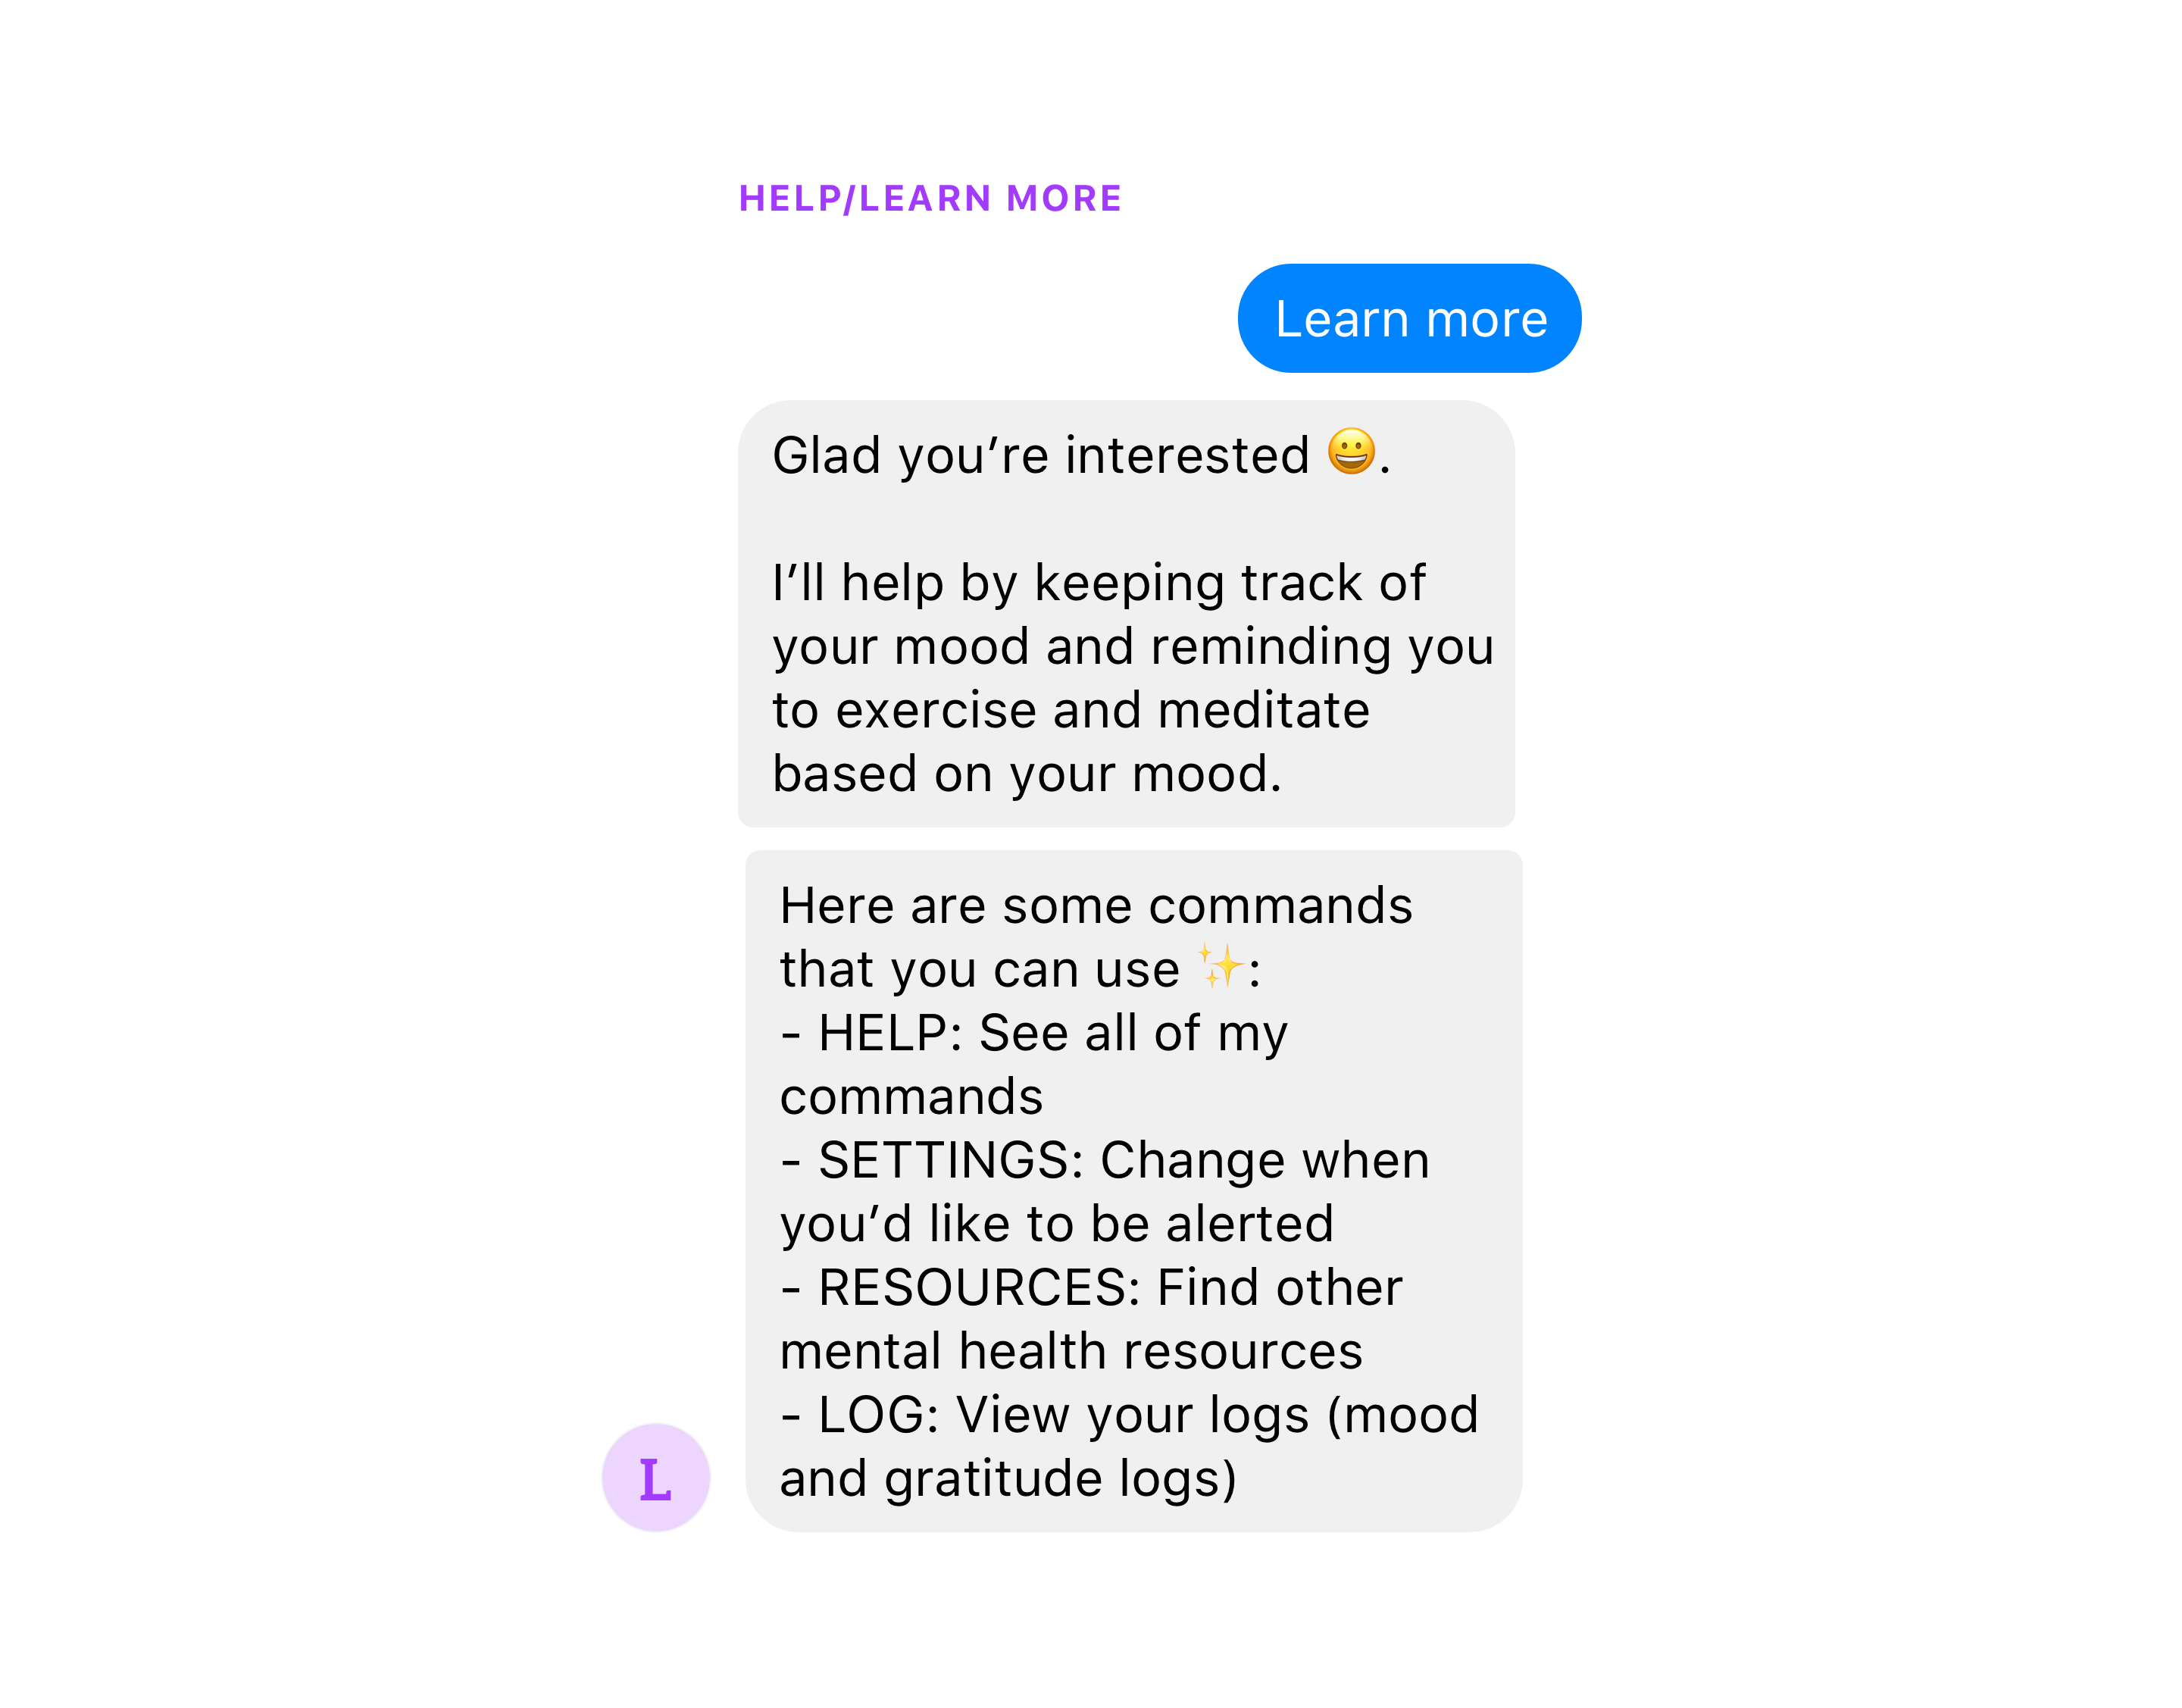 HELP/LEARN MORE
Learn more
Glad you’re interested 😀.
I’ll help by keeping track of
your mood and reminding you
to exercise and meditate
based on your mood.
Here are some commands
that you can use ✨:
- HELP: See all of my
commands
- SETTINGS: Change when
you’d like to be alerted
- RESOURCES: Find other
mental health resources
- LOG: View your logs (mood
and gratitude logs)
L